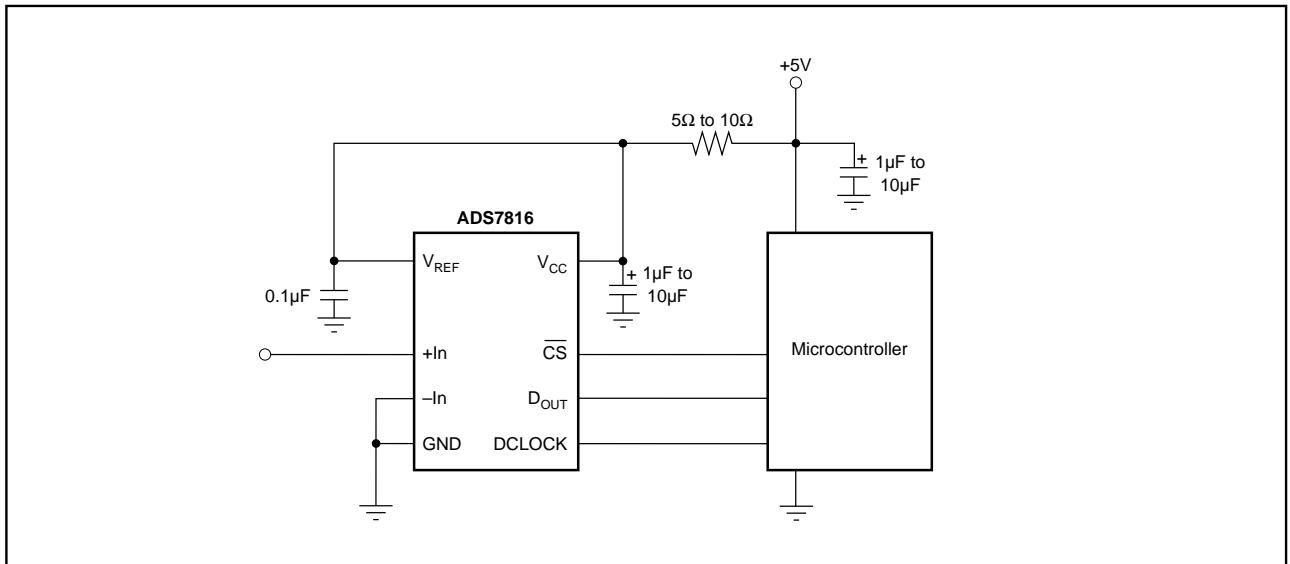 +5V
5Ω to 10Ω
+ 1µF to
10µF
ADS7816
VREF
VCC
+ 1µF to
10µF
0.1µF
Microcontroller
+In
CS
–In
DOUT
GND
DCLOCK